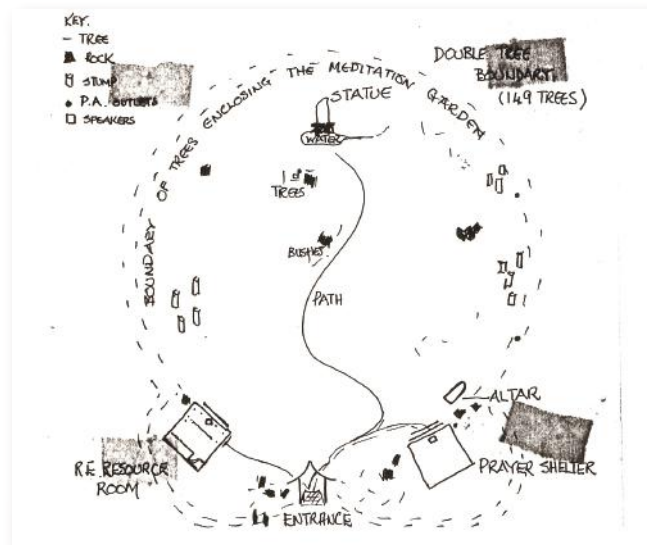 KEY.
- TREE
ROCK
STUMP
P.A. OUTLETS
SPEAKERS
DOUBLE TREE
BOUNDARY
(149 TREES)
BOUNDARY OF TREES ENCLOSING THE MEDITATION GARDEN
STATUE
WATER
TREES
BUSHES
PATH
ALTAR
R.E. RESOURCE
ROOM
PRAYER SHELTER
ENTRANCE